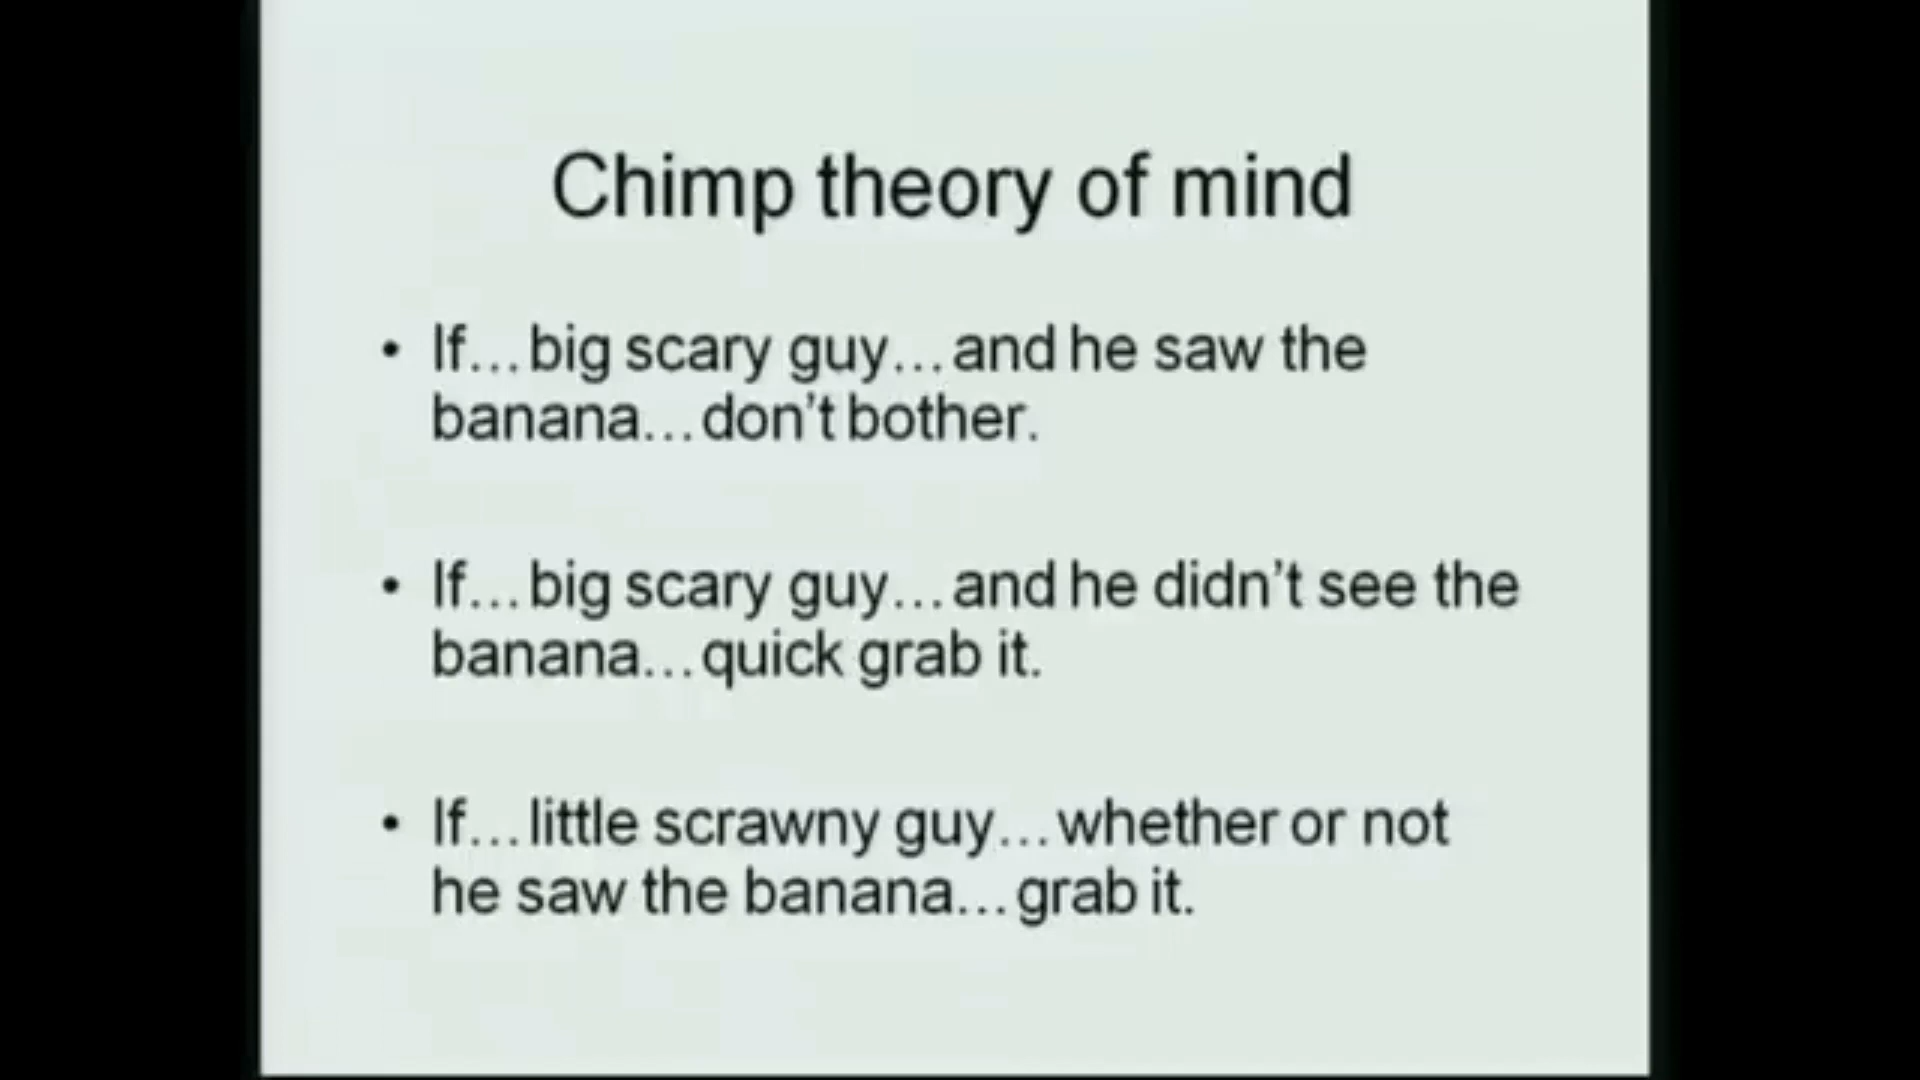 Chimp theory of mind
• If…big scary guy…and he saw the
banana…don’t bother.
• If…big scary guy…and he didn’t see the
banana…quick grab it.
• If…little scrawny guy…whether or not
he saw the banana…grab it.